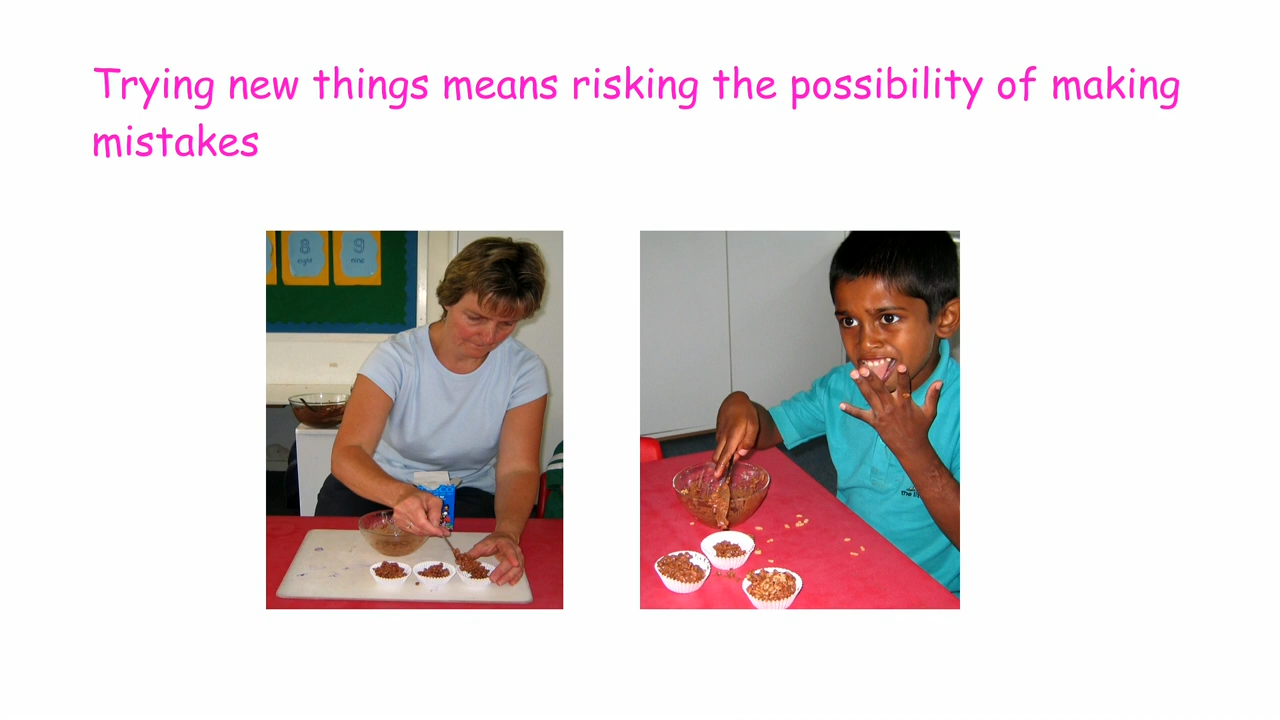 Trying new things means risking the possibility of making
mistakes
8
eight
9
nine